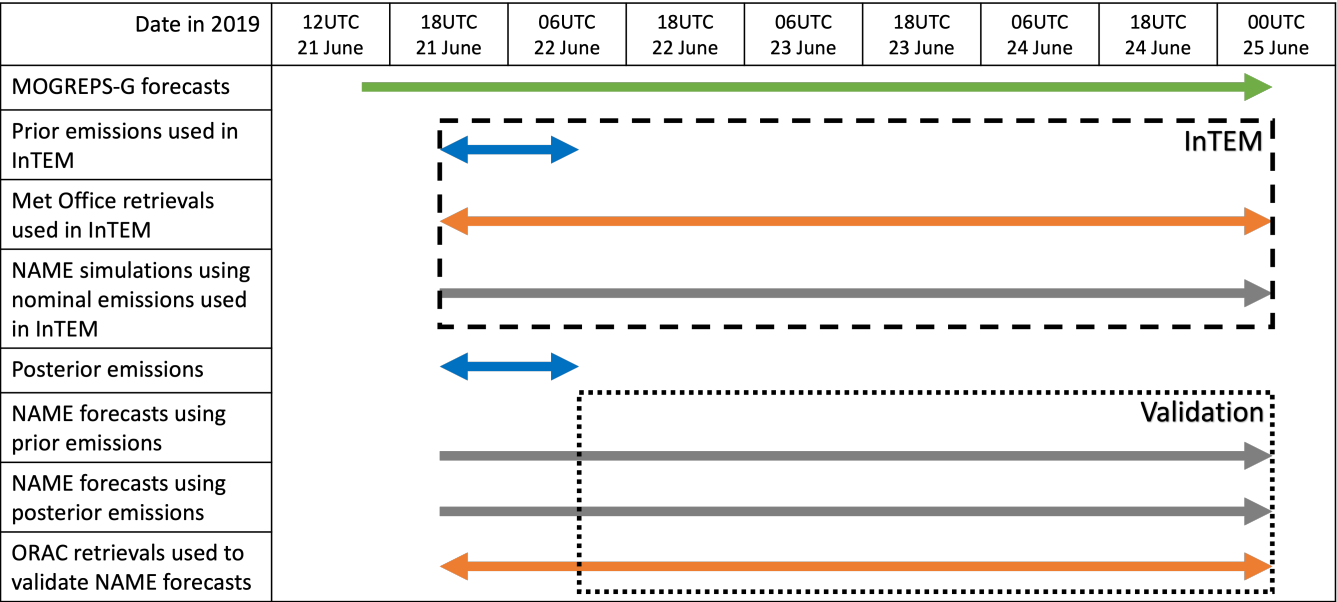 Date in 2019
12UTC 18UTC 06UTC 18UTC 06UTC 18UTC 06UTC 18UTC 00UTC
21 June 21 June 22 June 22 June 23 June 23 June 24 June 24 June 25 June
MOGREPS-G forecasts
Prior emissions used in
InTEM
InTEM
Met Office retrievals
used in InTEM
NAME simulations using
nominal emissions used
in InTEM
Posterior emissions
NAME forecasts using
prior emissions
Validation
NAME forecasts using
posterior emissions
ORAC retrievals used to
validate NAME forecasts